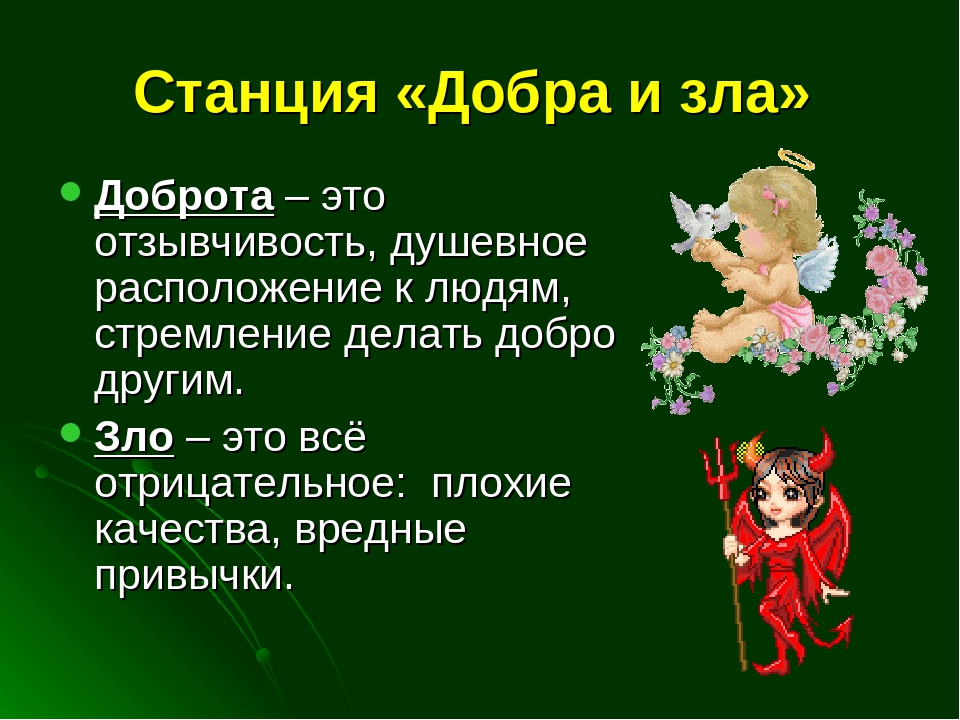 Станция «Добра и зла»
Доброта – это
отзывчивость, душевное
расположение к людям,
стремление делать добро
другим.
Зло – это всё
отрицательное: плохие
качества, вредные
привычки.